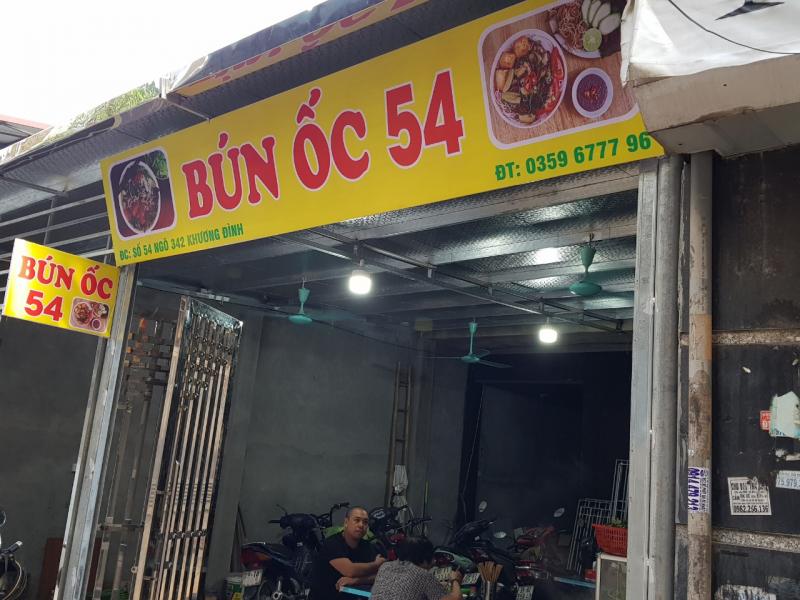 BÚN ỐC 54
ĐT: 0359 6777 96
ĐC: SỐ 54 NGÕ 342 KHƯƠNG ĐÌNH
BÚN ỐC
54
0962.256.136